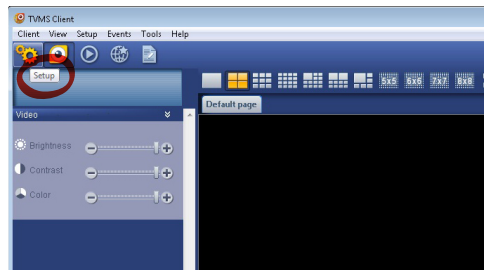 TVMS Client
Client View Setup Events Tools Help
Setup
5x5 6x6 7x7 8x8
Default page
Video
Brightness
Contrast
Color